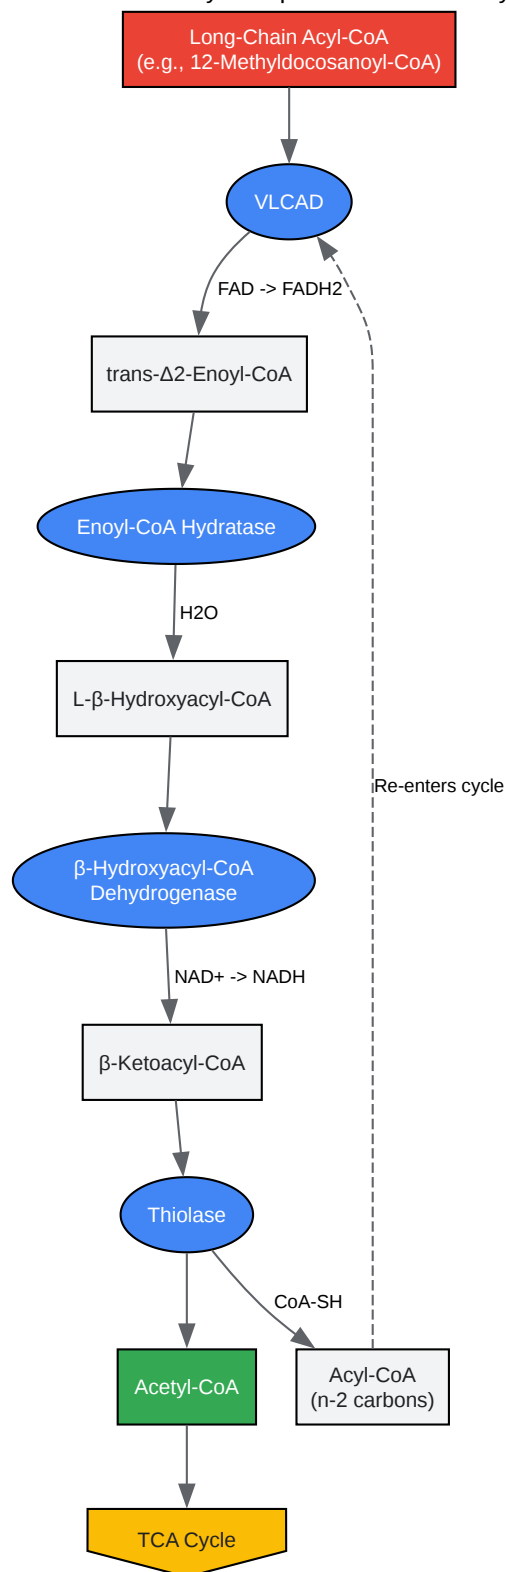 Long-Chain Acyl-CoA
(e.g., 12-Methyldocosanoyl-CoA)
VLCAD
FAD -> FADH2
trans-Δ2-Enoyl-CoA
Enoyl-CoA Hydratase
H2O
L-β-Hydroxyacyl-CoA
Re-enters cycle
β-Hydroxyacyl-CoA
Dehydrogenase
NAD+ -> NADH
β-Ketoacyl-CoA
Thiolase
CoA-SH
Acetyl-CoA
Acyl-CoA
(n-2 carbons)
TCA Cycle